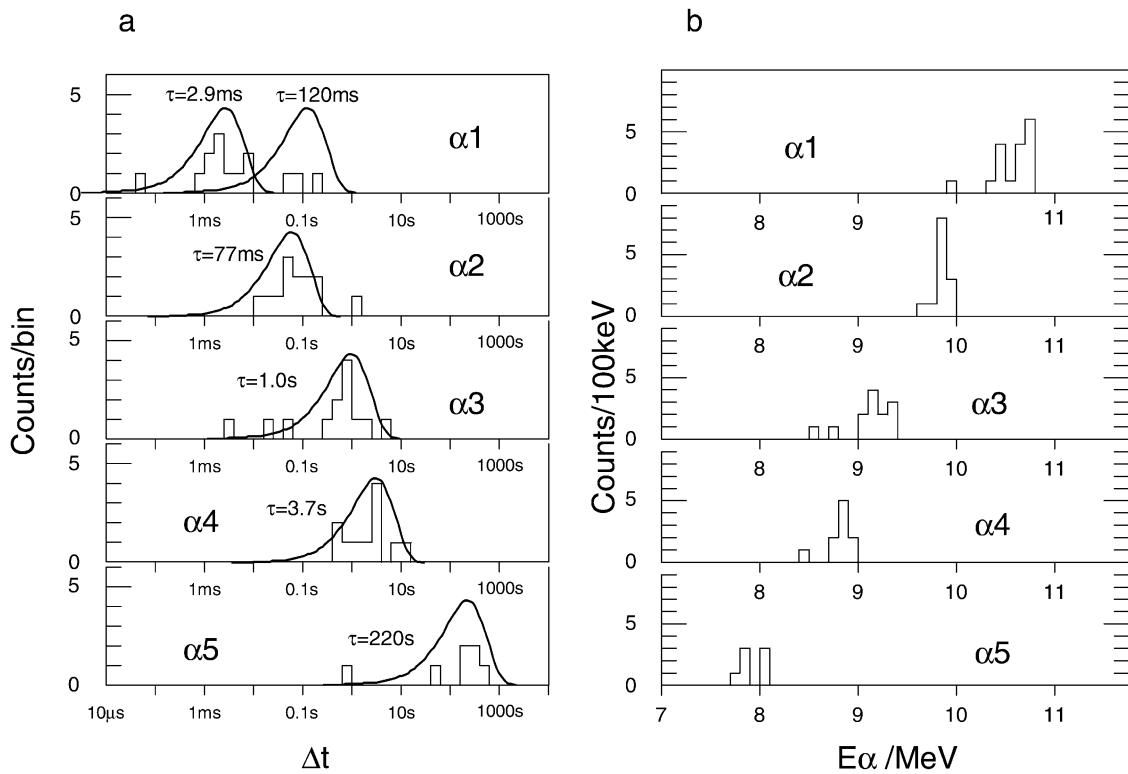 a
b
5
τ=2.9ms
τ=120ms
α1
0
1ms
0.1s
10s
1000s
5
τ=77ms
α2
0
1ms
0.1s
10s
1000s
5
τ=1.0s
α3
0
1ms
0.1s
10s
1000s
5
τ=3.7s
α4
0
1ms
0.1s
10s
1000s
5
τ=220s
α5
0
10μs
1ms
0.1s
10s
1000s
Counts/bin
Δt
5
α1
0
8
9
10
11
5
α2
0
8
9
10
11
5
α3
0
8
9
10
11
5
α4
0
8
9
10
11
5
α5
0
7
8
9
10
11
Counts/100keV
Eα /MeV